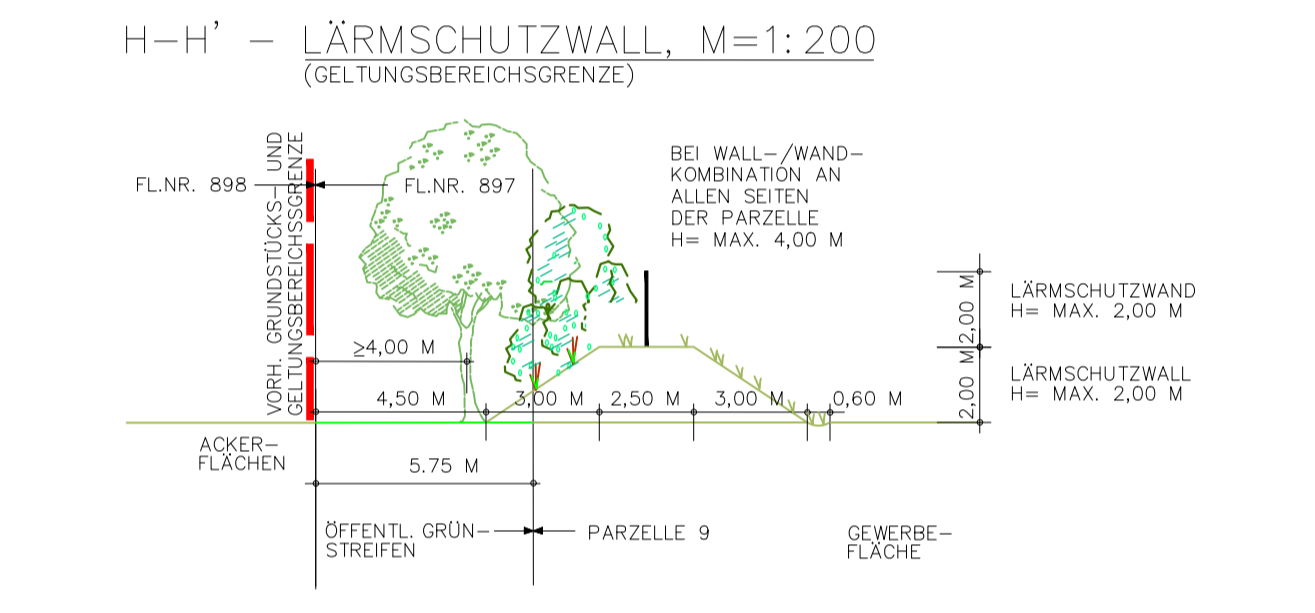 H-H' - LÄRMSCHUTZWALL, M=1:200
(GELTUNGSBEREICHSGRENZE)
VORH. GRUNDSTÜCKS- UND
GELTUNGSBEREICHSSGRENZE
FL.NR. 898
FL.NR. 897
BEI WALL-/WAND-
KOMBINATION AN
ALLEN SEITEN
DER PARZELLE
H= MAX. 4,00 M
2,00 M
LÄRMSCHUTZWAND
H= MAX. 2,00 M
2,00 M
LÄRMSCHUTZWALL
H= MAX. 2,00 M
≥4,00 M
4,50 M
3,00 M
2,50 M
3,00 M
0,60 M
ACKER-
FLÄCHEN
5.75 M
ÖFFENTL. GRÜN-
STREIFEN
PARZELLE 9
GEWERBE-
FLÄCHE